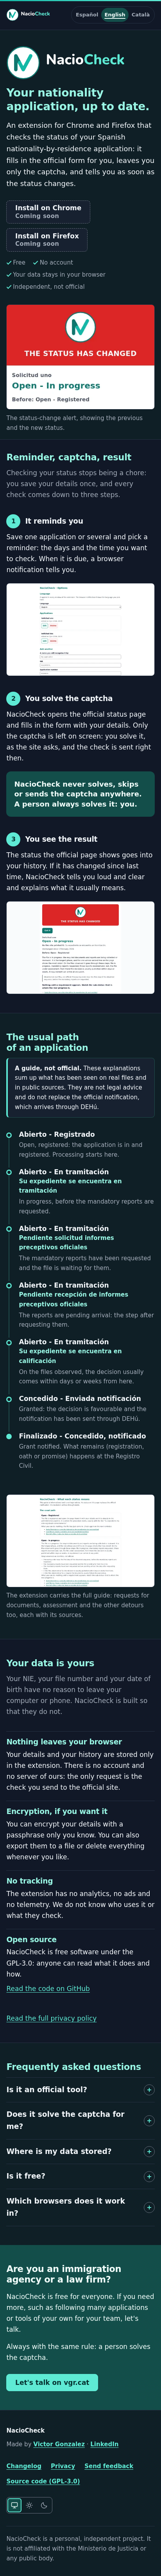 NacioCheck
Español English Català
NacioCheck
Your nationality
application, up to date.
An extension for Chrome and Firefox that
checks the status of your Spanish
nationality-by-residence application: it
fills in the official form for you, leaves you
only the captcha, and tells you as soon as
the status changes.
Install on Chrome
Coming soon
Install on Firefox
Coming soon
Free No account
Your data stays in your browser
Independent, not official
THE STATUS HAS CHANGED
Solicitud uno
Open - In progress
Before: Open - Registered
The status-change alert, showing the previous
and the new status.
Reminder, captcha, result
Checking your status stops being a chore:
you save your details once, and every
check comes down to three steps.
1 It reminds you
Save one application or several and pick a
reminder: the days and the time you want
to check. When it is due, a browser
notification tells you.
2 You solve the captcha
NacioCheck opens the official status page
and fills in the form with your details. Only
the captcha is left on screen: you solve it,
as the site asks, and the check is sent right
then.
NacioCheck never solves, skips
or sends the captcha anywhere.
A person always solves it: you.
3 You see the result
The status the official page shows goes into
your history. If it has changed since last
time, NacioCheck tells you loud and clear
and explains what it usually means.
THE STATUS HAS CHANGED
Open - In progress
The usual path
of an application
A guide, not official. These explanations
sum up what has been seen on real files and
in public reports. They are not legal advice
and do not replace the official notification,
which arrives through DEHú.
Abierto - Registrado
Open, registered: the application is in and
registered. Processing starts here.
Abierto - En tramitación
Su expediente se encuentra en
tramitación
In progress, before the mandatory reports are
requested.
Abierto - En tramitación
Pendiente solicitud informes
preceptivos oficiales
The mandatory reports have been requested
and the file is waiting for them.
Abierto - En tramitación
Pendiente recepción de informes
preceptivos oficiales
The reports are pending arrival: the step after
requesting them.
Abierto - En tramitación
Su expediente se encuentra en
calificación
On the files observed, the decision usually
comes within days or weeks from here.
Concedido - Enviada notificación
Granted: the decision is favourable and the
notification has been sent through DEHú.
Finalizado - Concedido, notificado
Grant notified. What remains (registration,
oath or promise) happens at the Registro
Civil.
The extension carries the full guide: requests for
documents, assessment and the other detours
too, each with its sources.
Your data is yours
Your NIE, your file number and your date of
birth have no reason to leave your
computer or phone. NacioCheck is built so
that they do not.
Nothing leaves your browser
Your details and your history are stored only
in the extension. There is no account and
no server of ours: the only request is the
check you send to the official site.
Encryption, if you want it
You can encrypt your details with a
passphrase only you know. You can also
export them to a file or delete everything
whenever you like.
No tracking
The extension has no analytics, no ads and
no telemetry. We do not know who uses it or
what they check.
Open source
NacioCheck is free software under the
GPL-3.0: anyone can read what it does and
how.
Read the code on GitHub
Read the full privacy policy
Frequently asked questions
Is it an official tool?
Does it solve the captcha for
me?
Where is my data stored?
Is it free?
Which browsers does it work
in?
Are you an immigration
agency or a law firm?
NacioCheck is free for everyone. If you need
more, such as following many applications
or tools of your own for your team, let's
talk.
Always with the same rule: a person solves
the captcha.
Let's talk on vgr.cat
NacioCheck
Made by Víctor Gonzalez · LinkedIn
Changelog Privacy Send feedback
Source code (GPL-3.0)
NacioCheck is a personal, independent project. It
is not affiliated with the Ministerio de Justicia or
any public body.